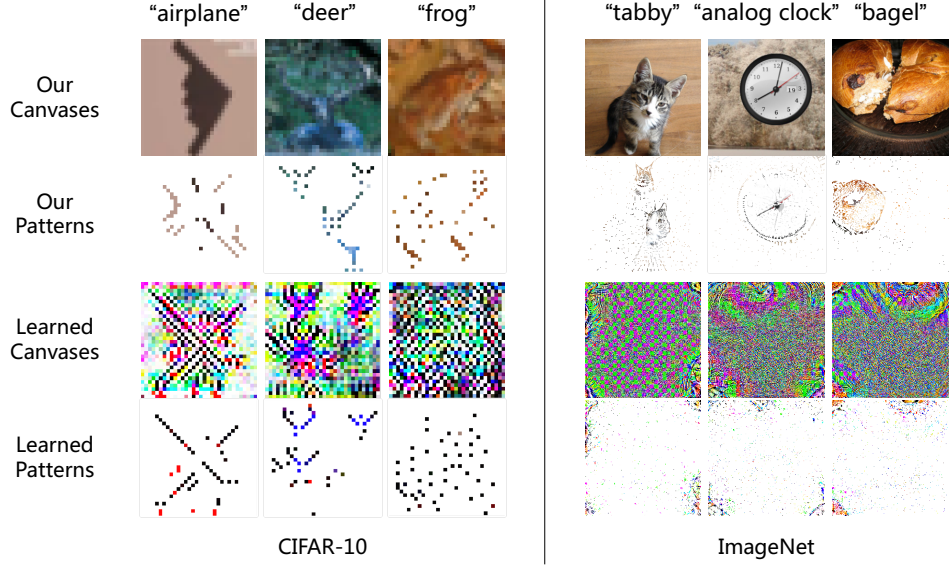 “airplane” “deer” “frog” “tabby” “analog clock” “bagel”
Our
Canvases
Our
Patterns
Learned
Canvases
Learned
Patterns
CIFAR-10 ImageNet